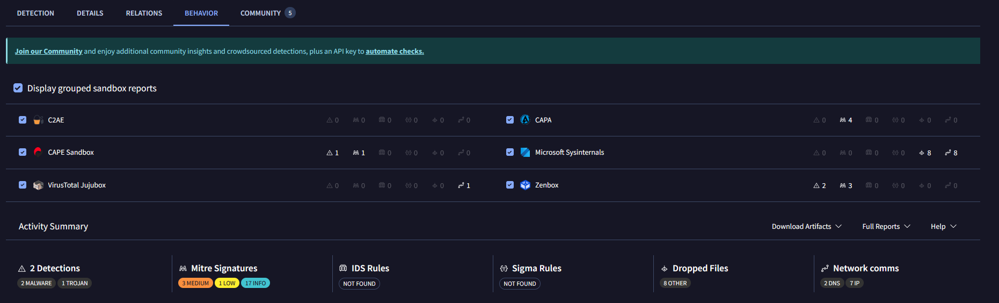 DETECTION DETAILS RELATIONS BEHAVIOR COMMUNITY 5
Join our Community and enjoy additional community insights and crowdsourced detections, plus an API key to automate checks.
Display grouped sandbox reports
C2AE 0 0 0 0 0 0
CAPA 0 4 0 0 0 0
CAPE Sandbox 1 1 0 0 0 0
Microsoft Sysinternals 0 0 0 0 8 8
VirusTotal Jujubox 0 0 0 0 0 1
Zenbox 2 3 0 0 0 0
Activity Summary Download Artifacts Full Reports Help
2 Detections
2 MALWARE 1 TROJAN
Mitre Signatures
3 MEDIUM 1 LOW 17 INFO
IDS Rules
NOT FOUND
Sigma Rules
NOT FOUND
Dropped Files
8 OTHER
Network comms
2 DNS 7 IP